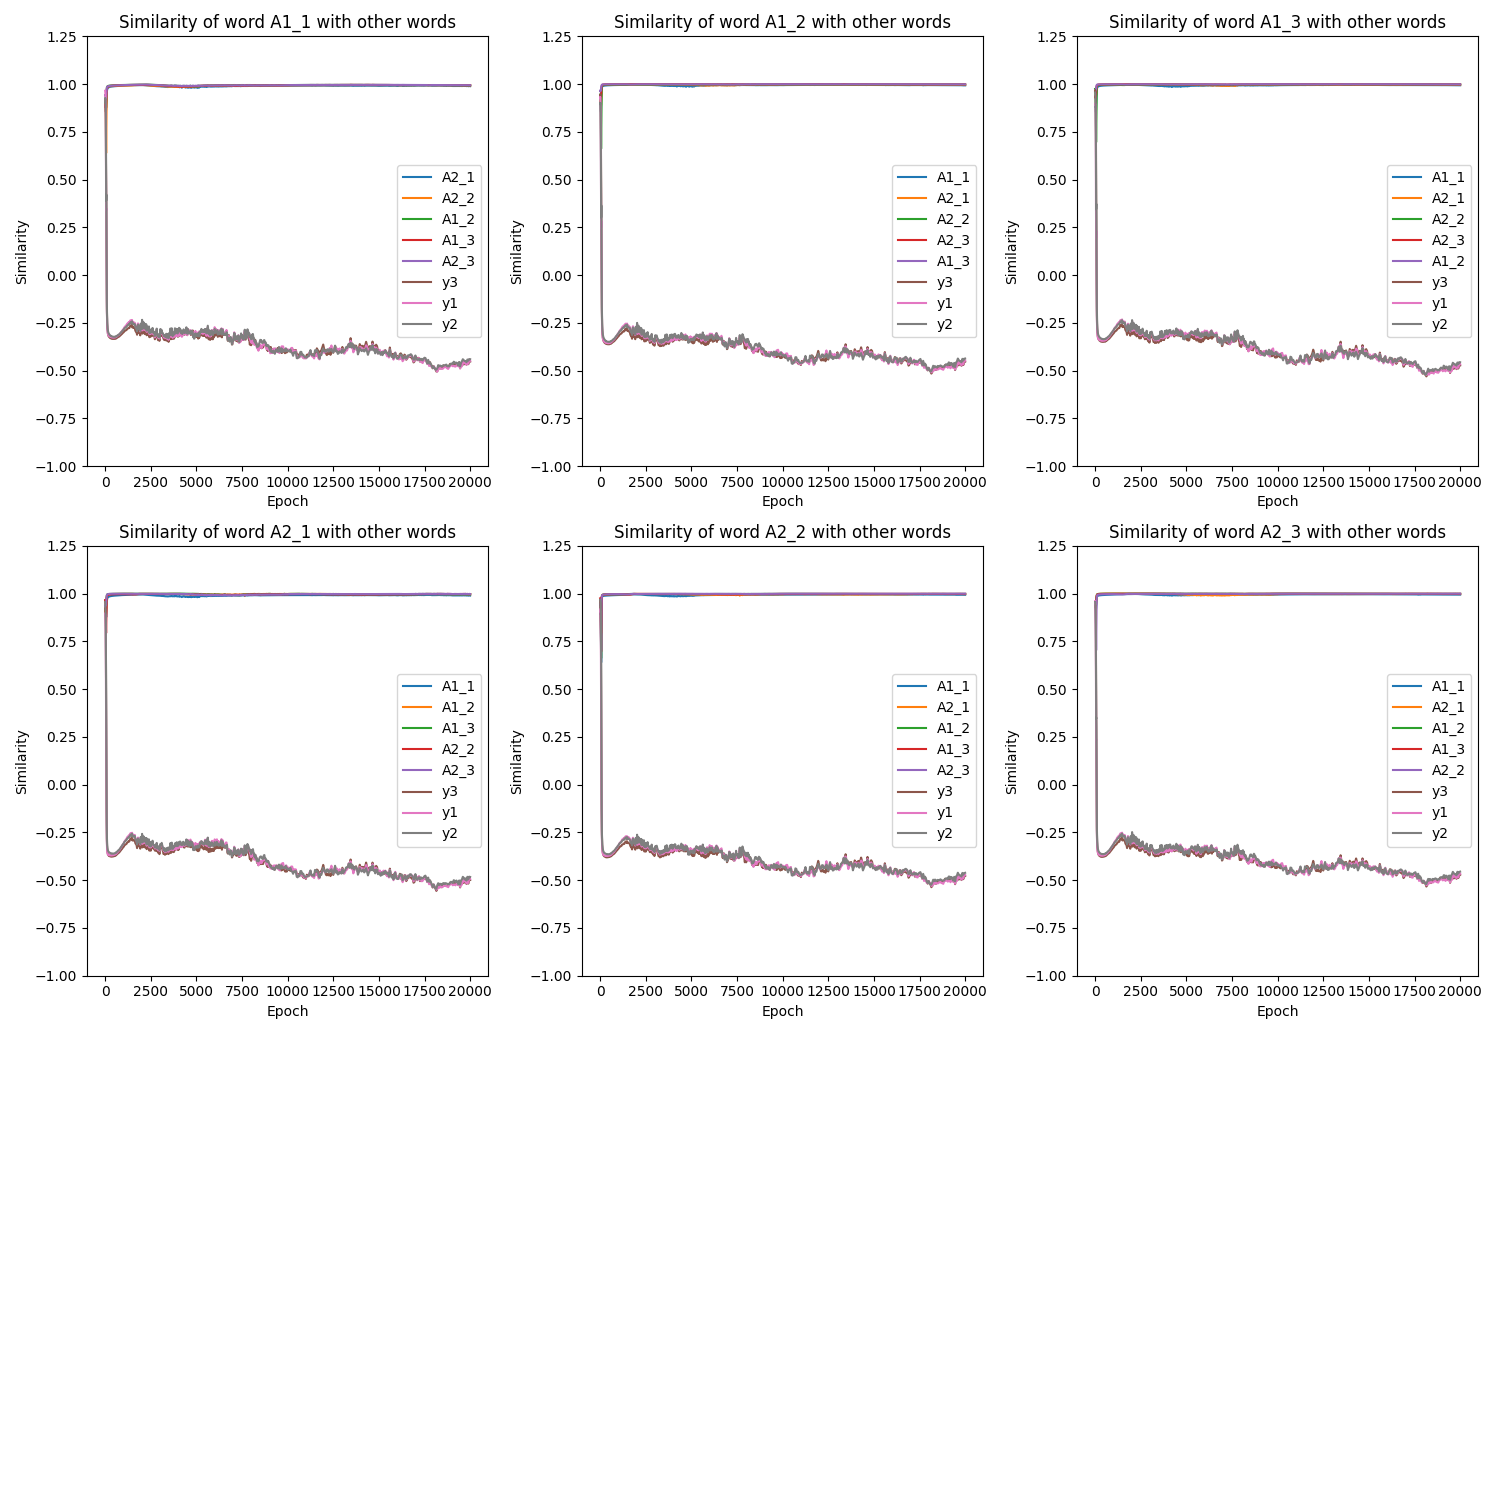 Similarity of word A1_1 with other words
1.25
1.00
0.75
0.50
0.25
0.00
−0.25
−0.50
−0.75
−1.00
Similarity
A2_1
A2_2
A1_2
A1_3
A2_3
y3
y1
y2
0 2500 5000 7500 10000 12500 15000 17500 20000
Epoch
Similarity of word A1_2 with other words
1.25
1.00
0.75
0.50
0.25
0.00
−0.25
−0.50
−0.75
−1.00
Similarity
A1_1
A2_1
A2_2
A2_3
A1_3
y3
y1
y2
0 2500 5000 7500 10000 12500 15000 17500 20000
Epoch
Similarity of word A1_3 with other words
1.25
1.00
0.75
0.50
0.25
0.00
−0.25
−0.50
−0.75
−1.00
Similarity
A1_1
A2_1
A2_2
A2_3
A1_2
y3
y1
y2
0 2500 5000 7500 10000 12500 15000 17500 20000
Epoch
Similarity of word A2_1 with other words
1.25
1.00
0.75
0.50
0.25
0.00
−0.25
−0.50
−0.75
−1.00
Similarity
A1_1
A1_2
A1_3
A2_2
A2_3
y3
y1
y2
0 2500 5000 7500 10000 12500 15000 17500 20000
Epoch
Similarity of word A2_2 with other words
1.25
1.00
0.75
0.50
0.25
0.00
−0.25
−0.50
−0.75
−1.00
Similarity
A1_1
A2_1
A1_2
A1_3
A2_3
y3
y1
y2
0 2500 5000 7500 10000 12500 15000 17500 20000
Epoch
Similarity of word A2_3 with other words
1.25
1.00
0.75
0.50
0.25
0.00
−0.25
−0.50
−0.75
−1.00
Similarity
A1_1
A2_1
A1_2
A1_3
A2_2
y3
y1
y2
0 2500 5000 7500 10000 12500 15000 17500 20000
Epoch